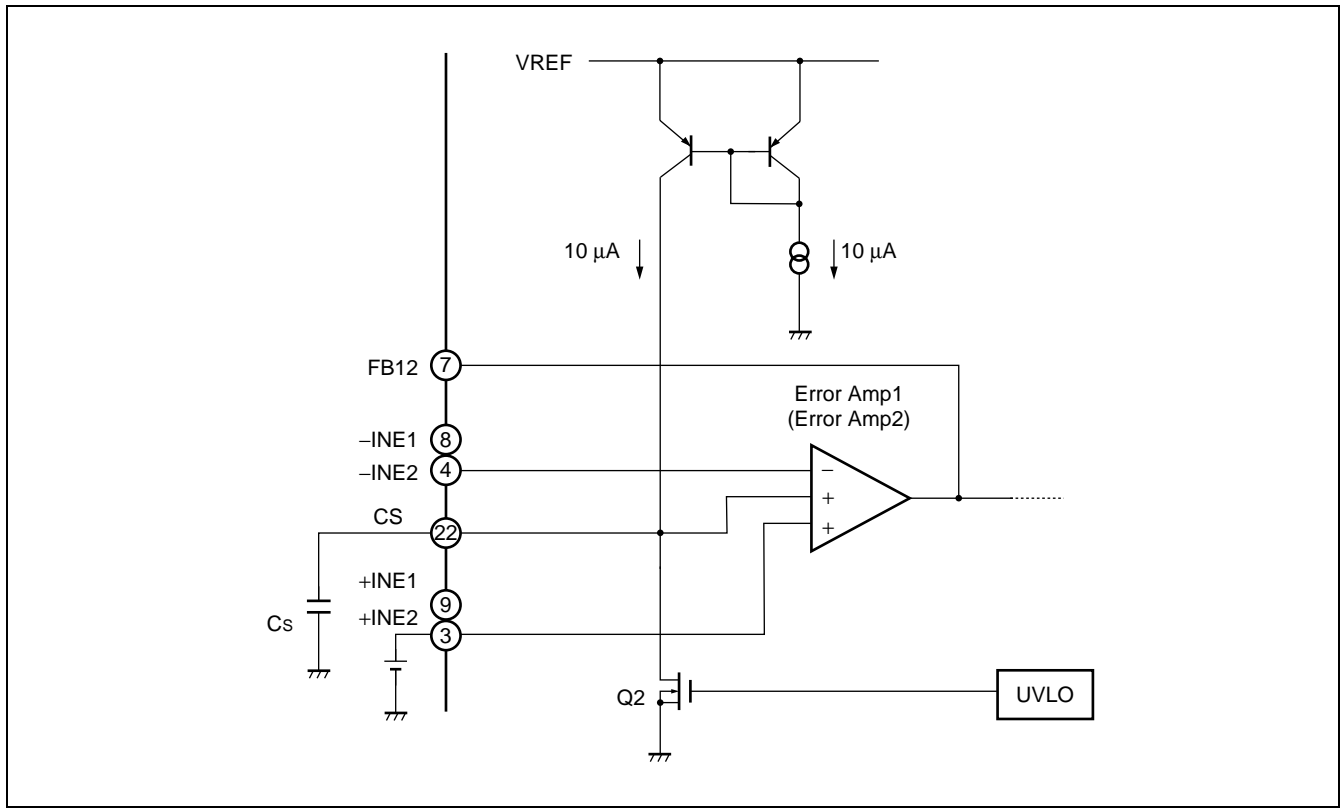 VREF
10 μA
10 μA
FB12
7
Error Amp1
(Error Amp2)
−INE1
8
−INE2
4
−
+
+
CS
22
+INE1
9
+INE2
3
Cs
Q2
UVLO